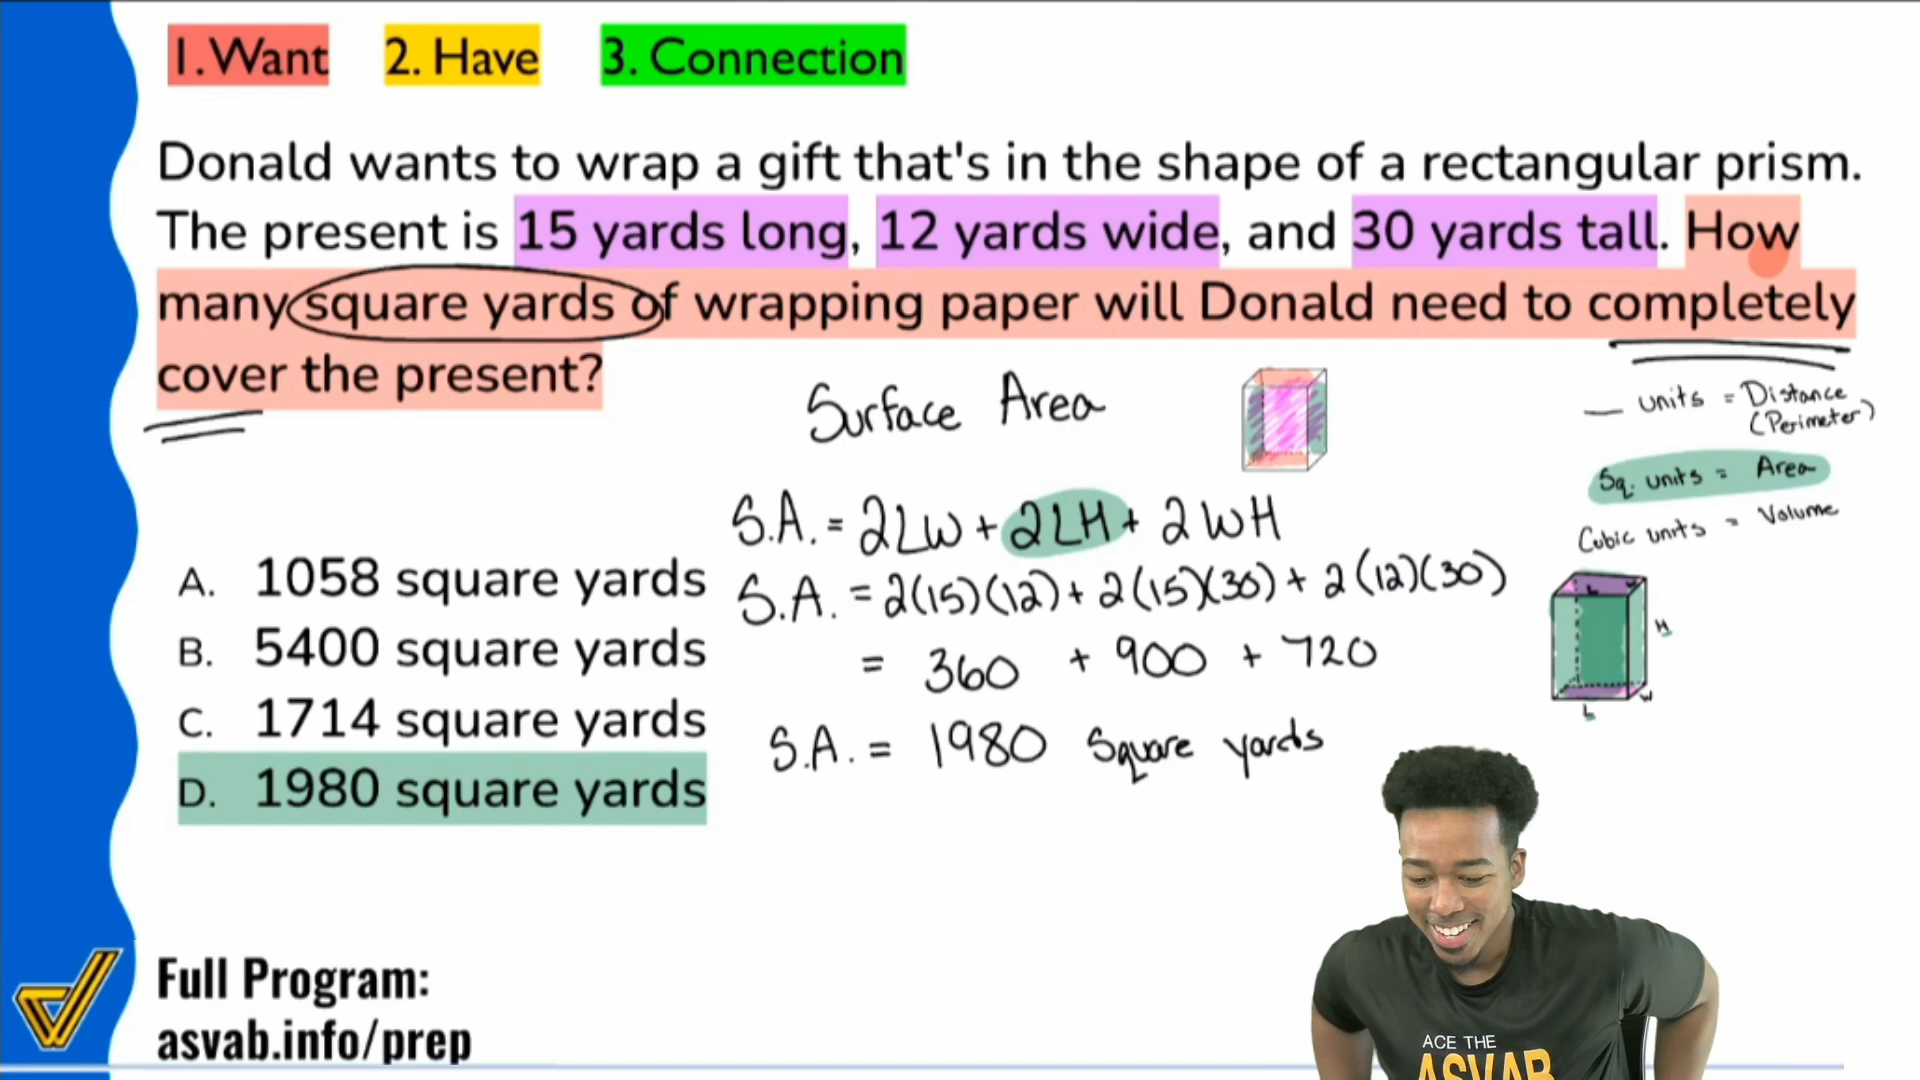 1. Want 2. Have 3. Connection
Donald wants to wrap a gift that's in the shape of a rectangular prism.
The present is 15 yards long, 12 yards wide, and 30 yards tall. How
many square yards of wrapping paper will Donald need to completely
cover the present?
Surface Area
__ units = Distance
(Perimeter)
Sq. units = Area
Cubic units = Volume
S.A. = 2LW + 2LH + 2WH
S.A. = 2(15)(12) + 2(15)(30) + 2(12)(30)
= 360 + 900 + 720
S.A. = 1980 Square yards
L W
H
W
L
A. 1058 square yards
B. 5400 square yards
C. 1714 square yards
D. 1980 square yards
Full Program:
asvab.info/prep
ACE THE
ASVAB